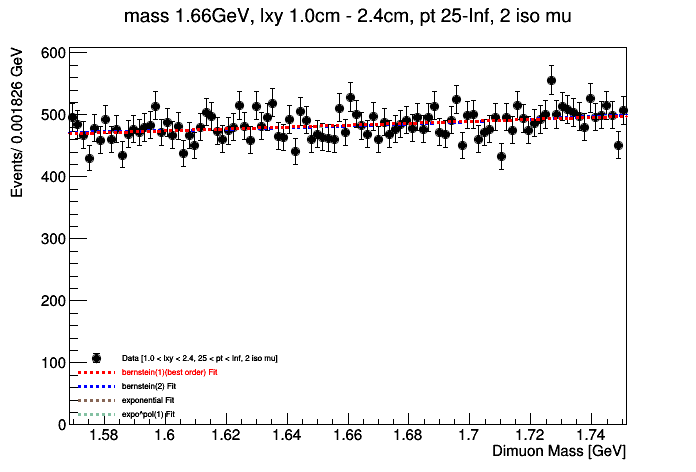 mass 1.66GeV, lxy 1.0cm - 2.4cm, pt 25-Inf, 2 iso mu
Events/ 0.001826 GeV
600
500
400
300
200
100
0
Data [1.0 < lxy < 2.4, 25 < pt < Inf, 2 iso mu]
bernstein(1)(best order) Fit
bernstein(2) Fit
exponential Fit
expo*pol(1) Fit
1.58 1.6 1.62 1.64 1.66 1.68 1.7 1.72 1.74
Dimuon Mass [GeV]